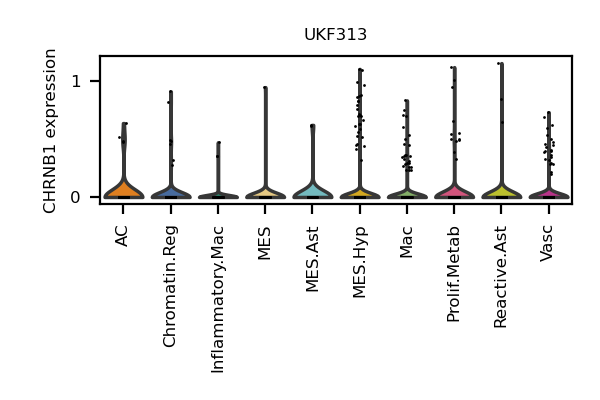 UKF313
CHRNB1 expression
1
0
AC
Chromatin.Reg
Inflammatory.Mac
MES
MES.Ast
MES.Hyp
Mac
Prolif.Metab
Reactive.Ast
Vasc